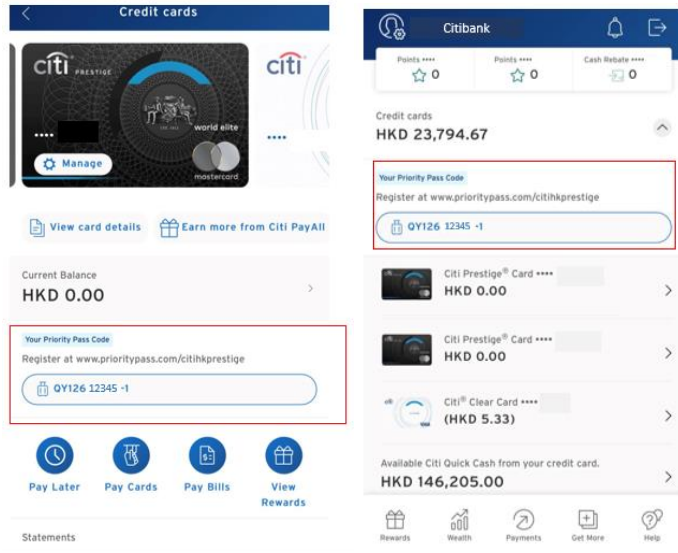 Credit cards
citi PRESTIGE
citi
••••
world elite
••••
Manage
mastercard
View card details
Earn more from Citi PayAll
Current Balance
HKD 0.00
Your Priority Pass Code
Register at www.prioritypass.com/citihkprestige
QY126 12345 -1
Pay Later
Pay Cards
Pay Bills
View
Rewards
Statements
Citibank
Points ••••
0
Points ••••
0
Cash Rebate ••••
0
Credit cards
HKD 23,794.67
Your Priority Pass Code
Register at www.prioritypass.com/citihkprestige
QY126 12345 -1
Citi Prestige® Card ••••
HKD 0.00
Citi Prestige® Card ••••
HKD 0.00
Citi® Clear Card ••••
(HKD 5.33)
Available Citi Quick Cash from your credit card.
HKD 146,205.00
Rewards
Wealth
Payments
Get More
Help